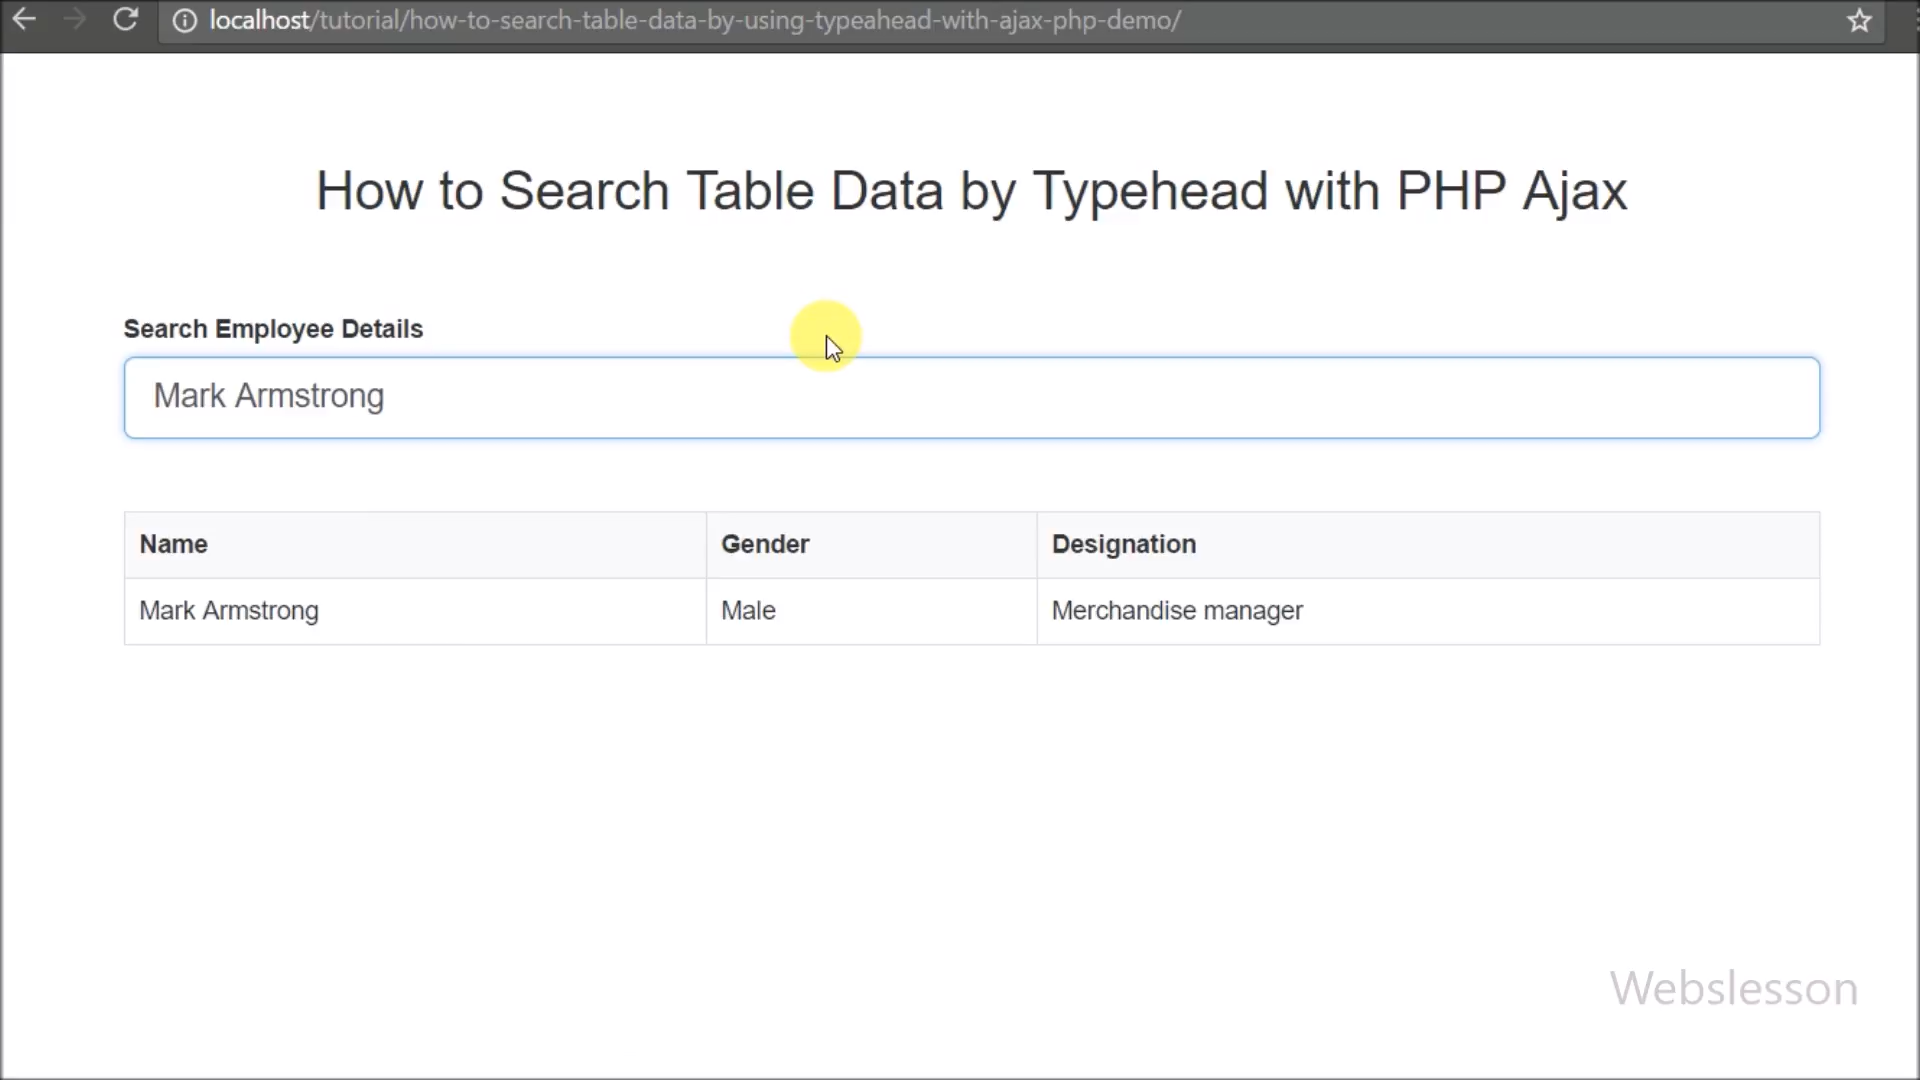 localhost/tutorial/how-to-search-table-data-by-using-typeahead-with-ajax-php-demo/
How to Search Table Data by Typehead with PHP Ajax
Search Employee Details
Mark Armstrong
Name Gender Designation
Mark Armstrong Male Merchandise manager
Webslesson